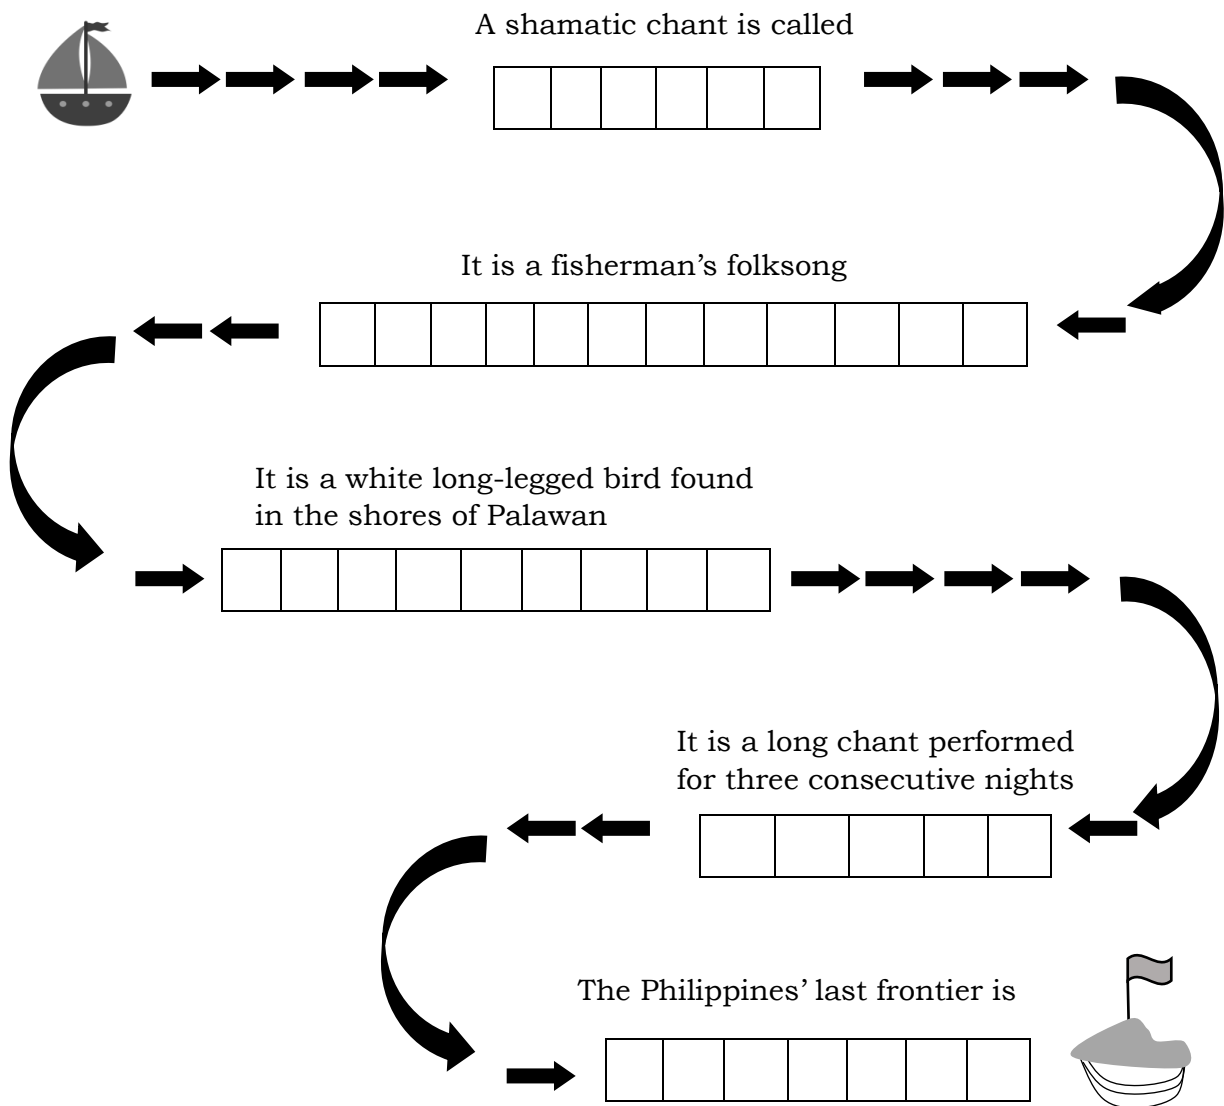 A shamatic chant is called
It is a fisherman’s folksong
It is a white long-legged bird found
in the shores of Palawan
It is a long chant performed
for three consecutive nights
The Philippines’ last frontier is